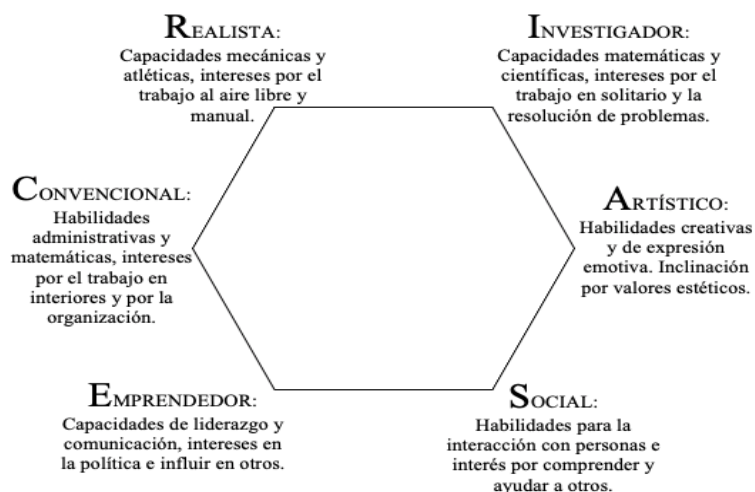 REALISTA:
Capacidades mecánicas y
atléticas, intereses por el
trabajo al aire libre y
manual.
INVESTIGADOR:
Capacidades matemáticas y
científicas, intereses por el
trabajo en solitario y la
resolución de problemas.
CONVENCIONAL:
Habilidades
administrativas y
matemáticas, intereses
por el trabajo en
interiores y por la
organización.
ARTÍSTICO:
Habilidades creativas
y de expresión
emotiva. Inclinación
por valores estéticos.
EMPRENDEDOR:
Capacidades de liderazgo y
comunicación, intereses en
la política e influir en otros.
SOCIAL:
Habilidades para la
interacción con personas e
interés por comprender y
ayudar a otros.